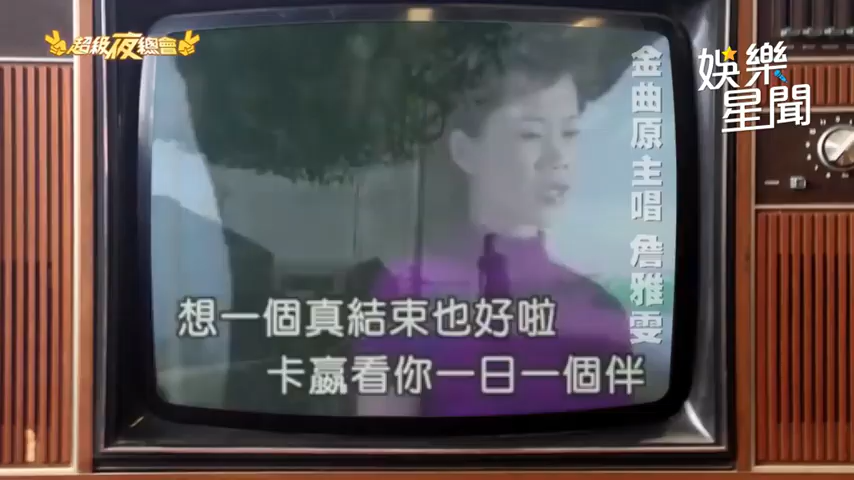 超級夜總會
娛樂
星聞
金曲原主唱 詹雅雯
想一個真結束也好啦
卡嬴看你一日一個伴